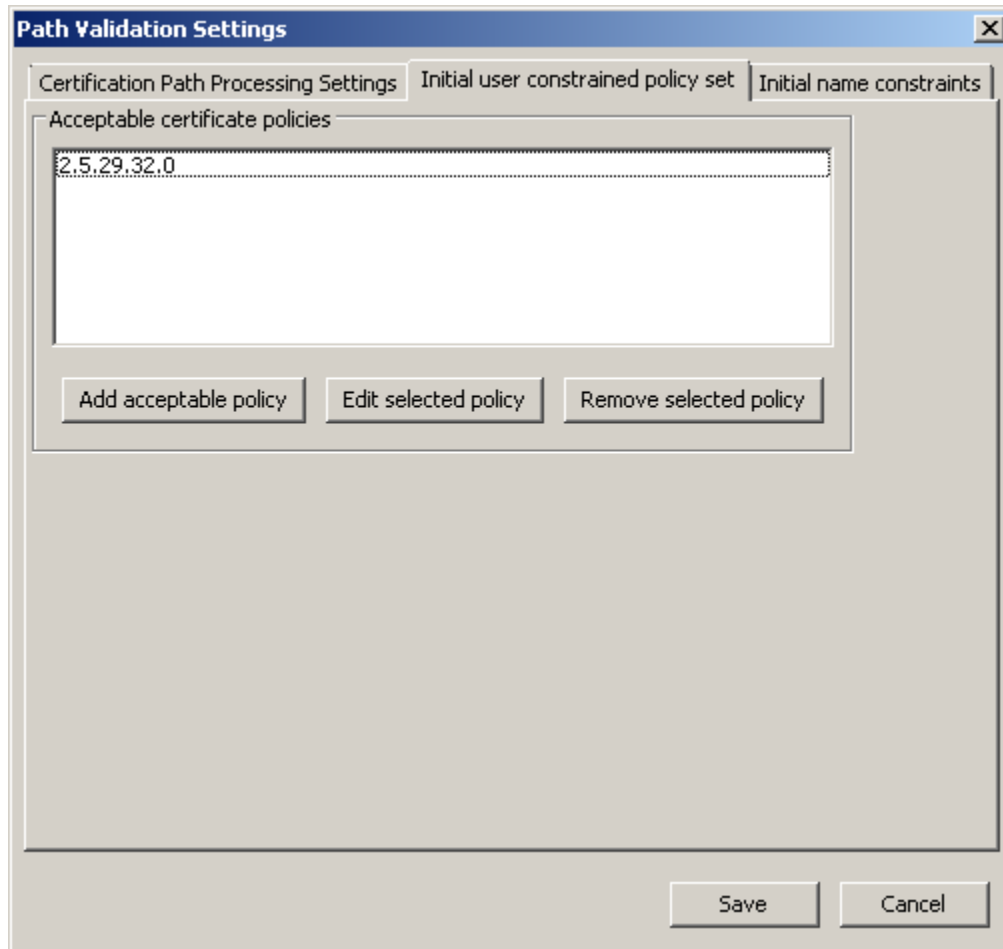 Path Validation Settings
Certification Path Processing Settings
Initial user constrained policy set
Initial name constraints
Acceptable certificate policies
2.5.29.32.0
Add acceptable policy
Edit selected policy
Remove selected policy
Save
Cancel